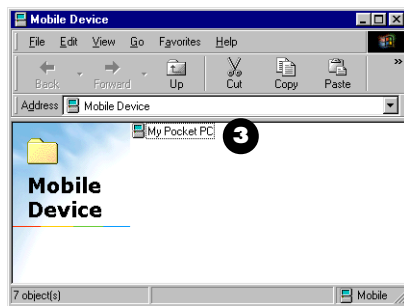 Mobile Device
File Edit View Go Favorites Help
Back Forward Up Cut Copy Paste »
Address Mobile Device
My Pocket PC 3
Mobile
Device
7 object(s) Mobile